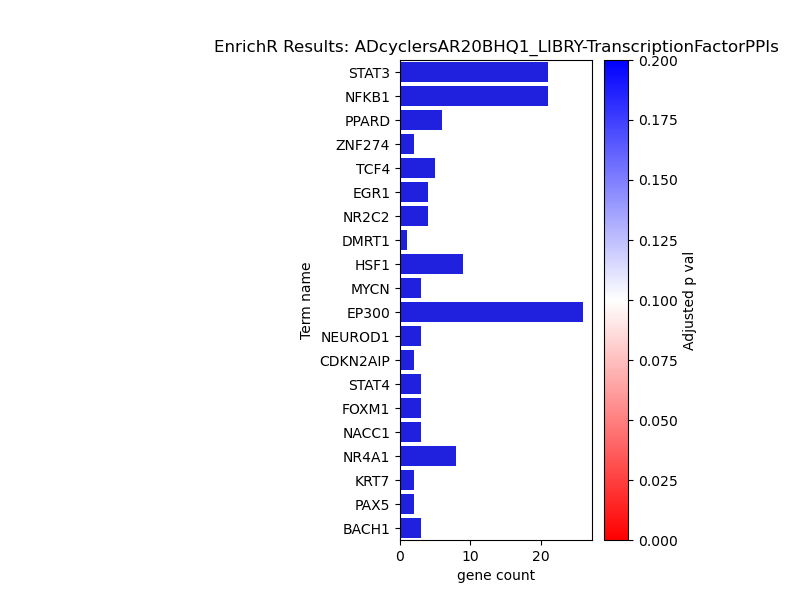 EnrichR Results: ADcyclersAR20BHQ1_LIBRY-TranscriptionFactorPPIs
STAT3
NFKB1
PPARD
ZNF274
TCF4
EGR1
NR2C2
DMRT1
HSF1
MYCN
EP300
NEUROD1
CDKN2AIP
STAT4
FOXM1
NACC1
NR4A1
KRT7
PAX5
BACH1
Term name
0 10 20
gene count
0.200
0.175
0.150
0.125
0.100
0.075
0.050
0.025
0.000
Adjusted p val